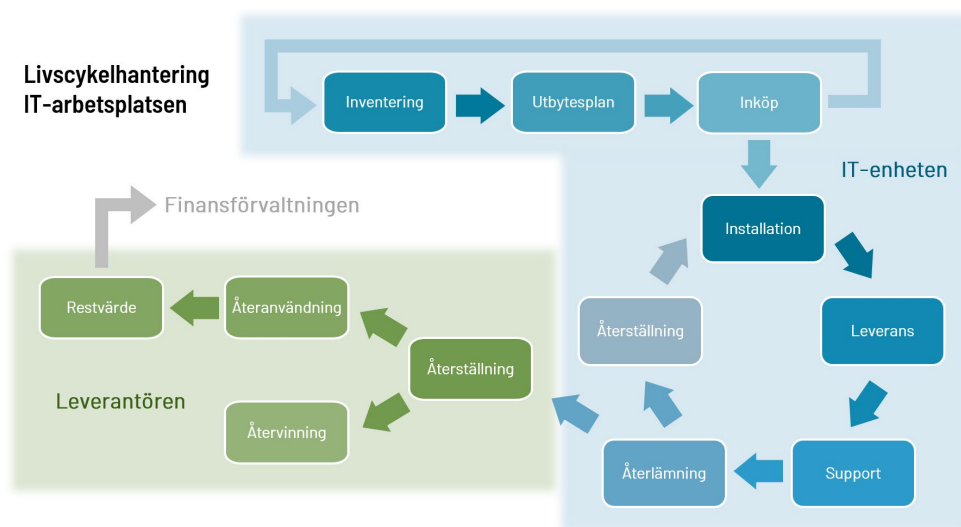 Livscykelhantering
IT-arbetsplatsen
Inventering
Utbytesplan
Inköp
IT-enheten
Installation
Finansförvaltningen
Restvärde
Återanvändning
Återställning
Leverans
Återställning
Leverantören
Återvinning
Återlämning
Support